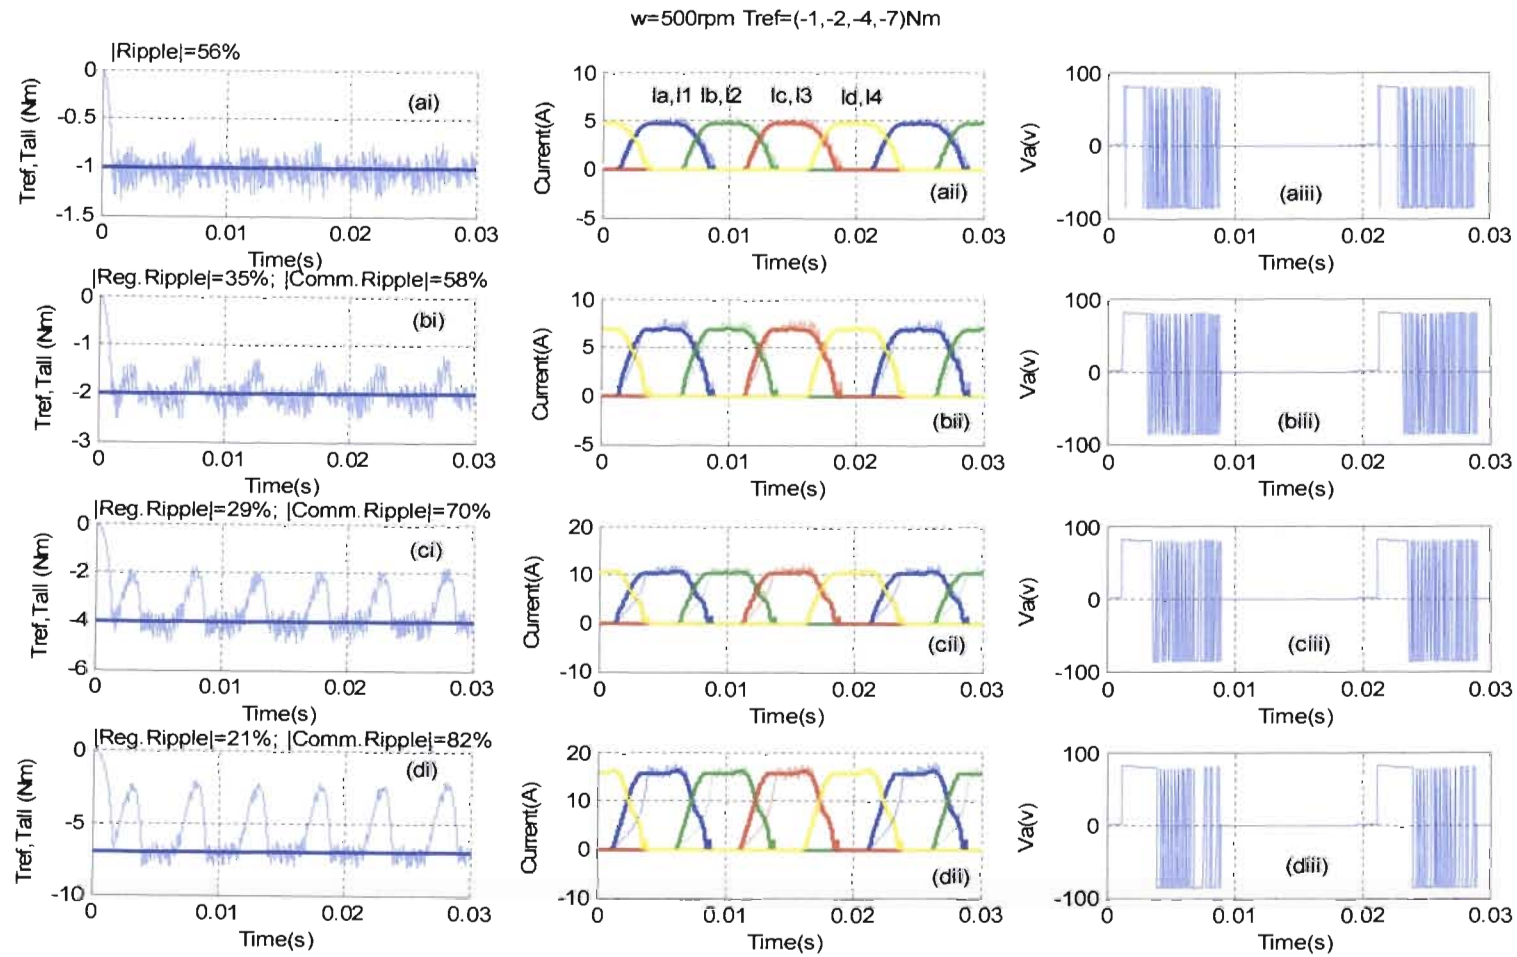 w=500rpm Tref=(-1,-2,-4,-7)Nm
|Ripple|=56%
Tref,Tall (Nm)
0
-0.5
-1
-1.5
(ai)
0 0.01 0.02 0.03
Time(s)
Current(A)
10
5
0
-5
Ia,I1 Ib,I2 Ic,I3 Id,I4
(aii)
0 0.01 0.02 0.03
Time(s)
Va(v)
100
0
-100
(aiii)
0 0.01 0.02 0.03
Time(s)
|Reg.Ripple|=35%; |Comm.Ripple|=58%
Tref,Tall (Nm)
0
-1
-2
-3
(bi)
0 0.01 0.02 0.03
Time(s)
Current(A)
10
5
0
-5
(bii)
0 0.01 0.02 0.03
Time(s)
Va(v)
100
0
-100
(biii)
0 0.01 0.02 0.03
Time(s)
|Reg.Ripple|=29%; |Comm.Ripple|=70%
Tref,Tall (Nm)
0
-2
-4
-6
(ci)
0 0.01 0.02 0.03
Time(s)
Current(A)
20
10
0
-10
(cii)
0 0.01 0.02 0.03
Time(s)
Va(v)
100
0
-100
(ciii)
0 0.01 0.02 0.03
Time(s)
|Reg.Ripple|=21%; |Comm.Ripple|=82%
Tref,Tall (Nm)
0
-5
-10
(di)
0 0.01 0.02 0.03
Time(s)
Current(A)
20
10
0
-10
(dii)
0 0.01 0.02 0.03
Time(s)
Va(v)
100
0
-100
(diii)
0 0.01 0.02 0.03
Time(s)